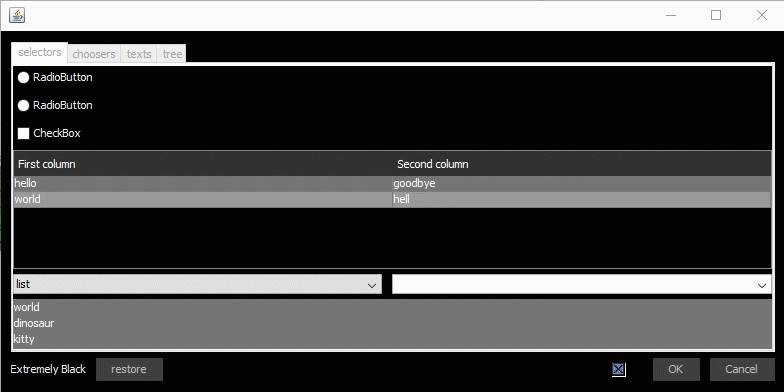 selectors choosers texts tree
RadioButton
RadioButton
CheckBox
First column Second column
hello goodbye
world hell
list
world
dinosaur
kitty
Extremely Black restore OK Cancel